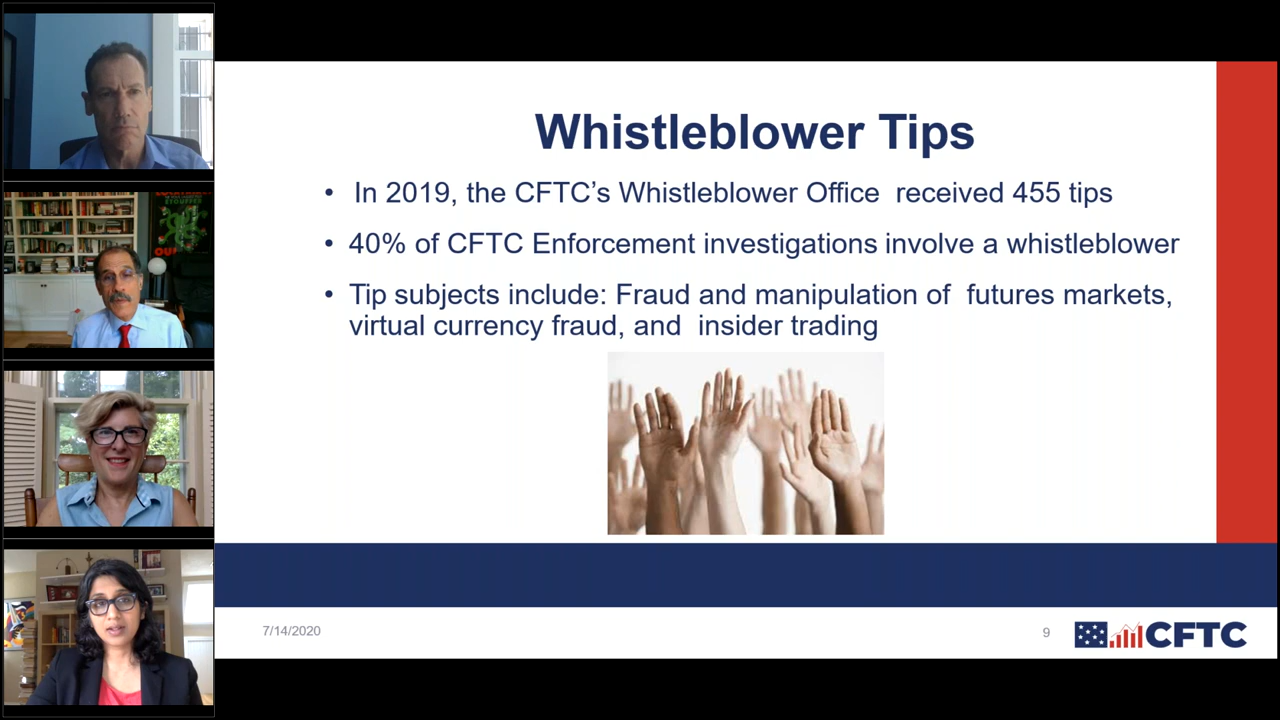 Whistleblower Tips
• In 2019, the CFTC’s Whistleblower Office received 455 tips
• 40% of CFTC Enforcement investigations involve a whistleblower
• Tip subjects include: Fraud and manipulation of futures markets,
virtual currency fraud, and insider trading
7/14/2020
9
CFTC